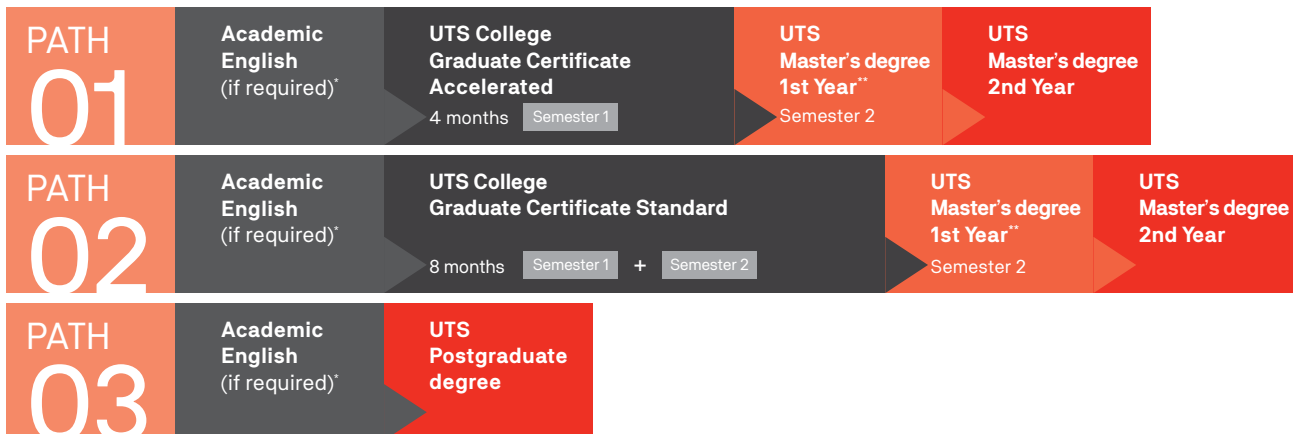 PATH
01
Academic
English
(if required)*
UTS College
Graduate Certificate
Accelerated
4 months Semester 1
UTS
Master's degree
1st Year**
Semester 2
UTS
Master's degree
2nd Year
PATH
02
Academic
English
(if required)*
UTS College
Graduate Certificate Standard
8 months Semester 1 + Semester 2
UTS
Master's degree
1st Year**
Semester 2
UTS
Master's degree
2nd Year
PATH
03
Academic
English
(if required)*
UTS
Postgraduate
degree